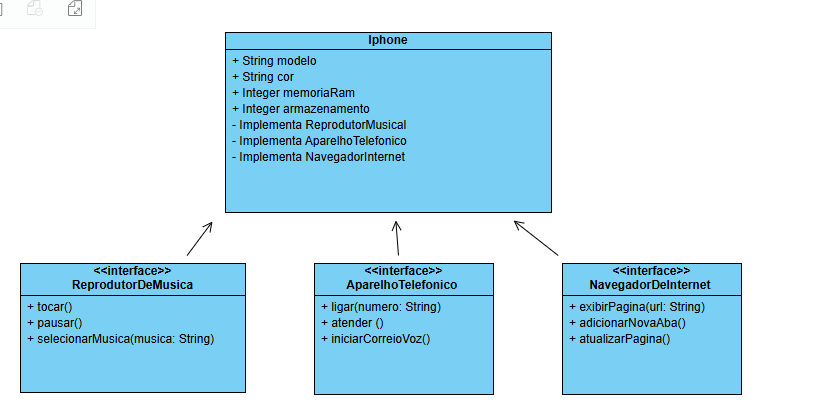 Iphone
+ String modelo
+ String cor
+ Integer memoriaRam
+ Integer armazenamento
- Implementa ReprodutorMusical
- Implementa AparelhoTelefonico
- Implementa NavegadorInternet
<<interface>>
ReprodutorDeMusica
+ tocar()
+ pausar()
+ selecionarMusica(musica: String)
<<interface>>
AparelhoTelefonico
+ ligar(numero: String)
+ atender ()
+ iniciarCorreioVoz()
<<interface>>
NavegadorDeInternet
+ exibirPagina(url: String)
+ adicionarNovaAba()
+ atualizarPagina()